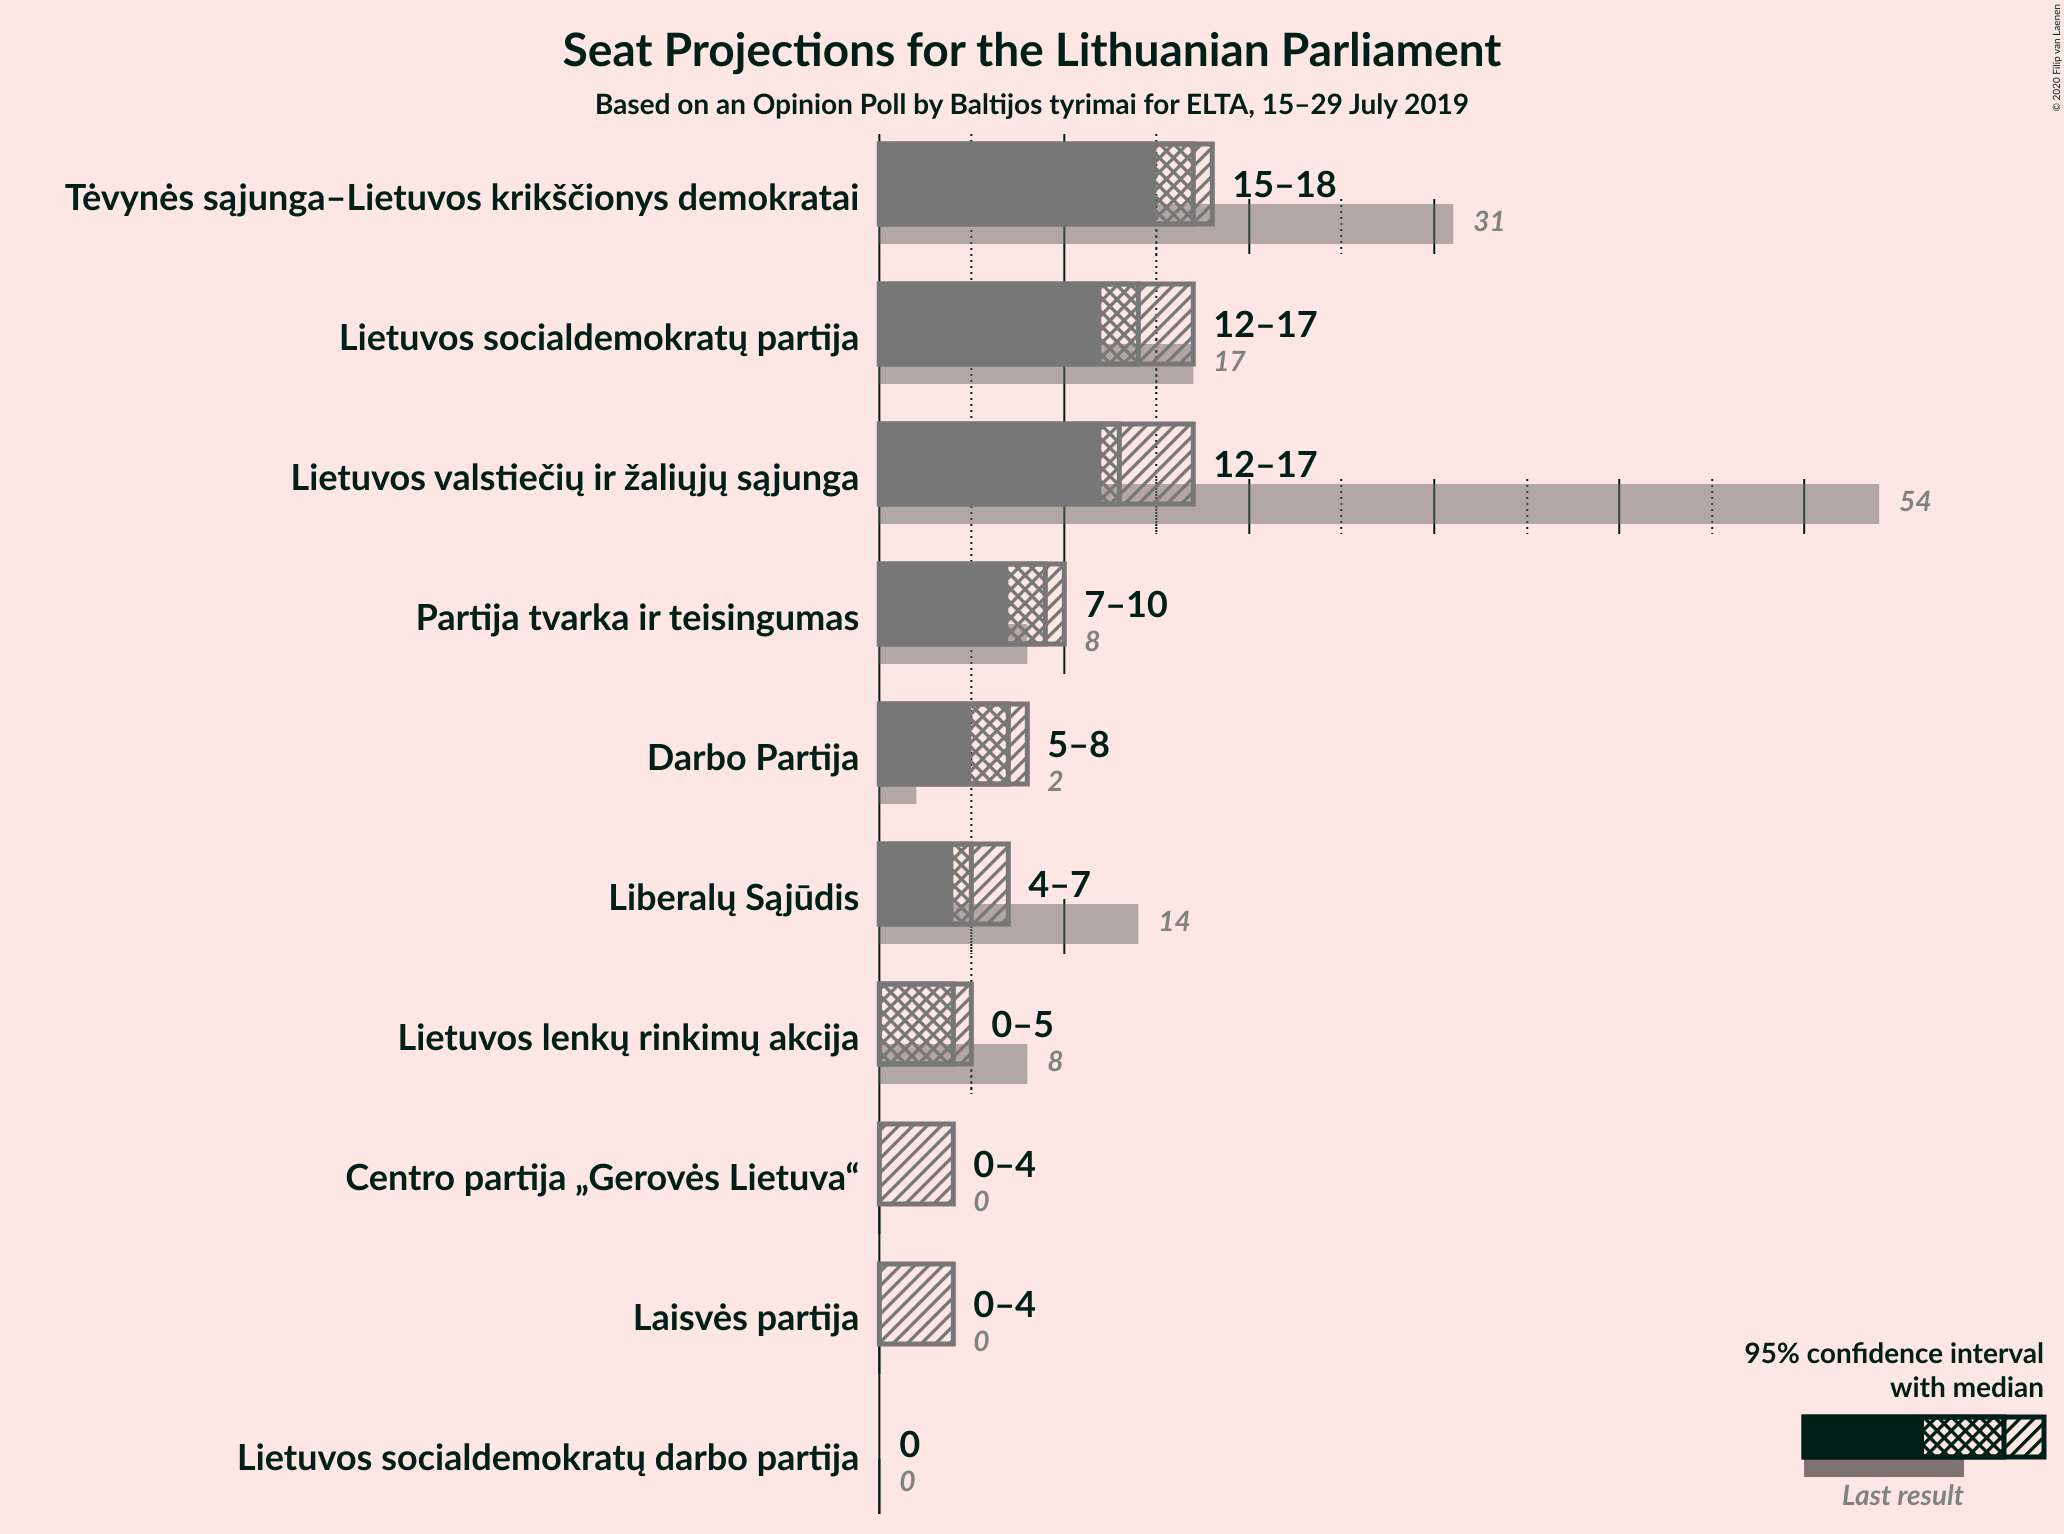 Seat Projections for the Lithuanian Parliament
Based on an Opinion Poll by Baltijos tyrimai for ELTA, 15–29 July 2019
© 2020 Filip van Laenen
Tėvynės sąjunga–Lietuvos krikščionys demokratai
15–18
31
Lietuvos socialdemokratų partija
12–17
17
Lietuvos valstiečių ir žaliųjų sąjunga
12–17
54
Partija tvarka ir teisingumas
7–10
8
Darbo Partija
5–8
2
Liberalų Sąjūdis
4–7
14
Lietuvos lenkų rinkimų akcija
0–5
8
Centro partija „Gerovės Lietuva“
0–4
0
Laisvės partija
0–4
0
Lietuvos socialdemokratų darbo partija
0
0
95% confidence interval
with median
Last result